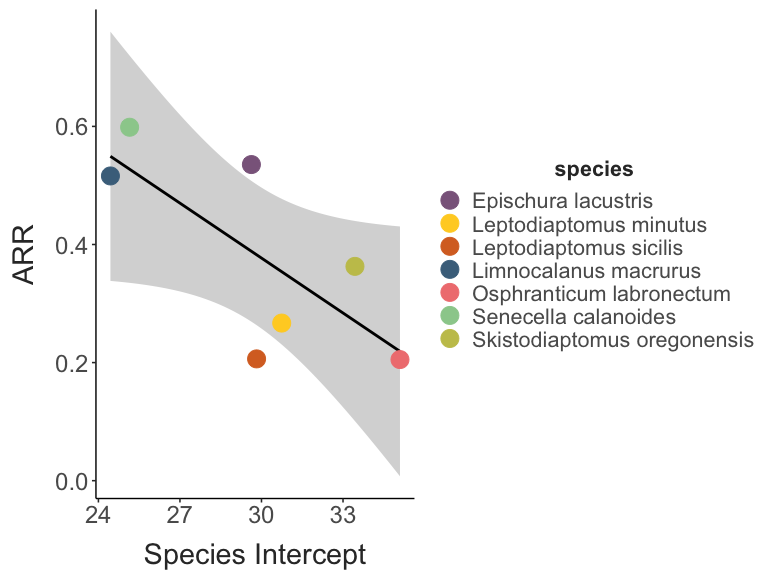 ARR
0.6
0.4
0.2
0.0
24 27 30 33
Species Intercept
species
Epischura lacustris
Leptodiaptomus minutus
Leptodiaptomus sicilis
Limnocalanus macrurus
Osphranticum labronectum
Senecella calanoides
Skistodiaptomus oregonensis